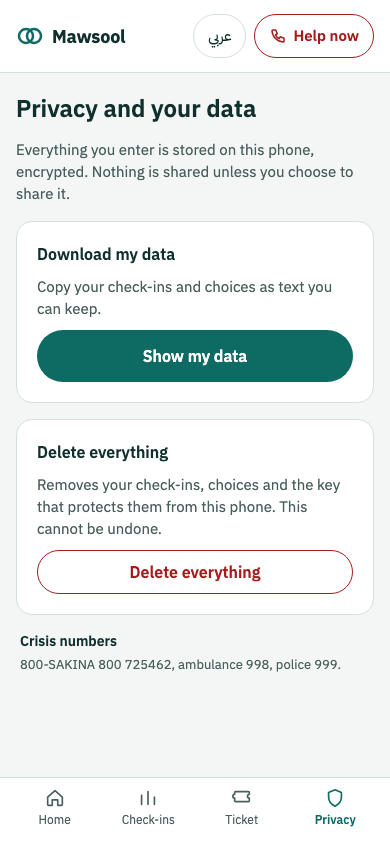 Mawsool
عربي
Help now
Privacy and your data
Everything you enter is stored on this phone,
encrypted. Nothing is shared unless you choose to
share it.
Download my data
Copy your check-ins and choices as text you
can keep.
Show my data
Delete everything
Removes your check-ins, choices and the key
that protects them from this phone. This
cannot be undone.
Delete everything
Crisis numbers
800-SAKINA 800 725462, ambulance 998, police 999.
Home
Check-ins
Ticket
Privacy